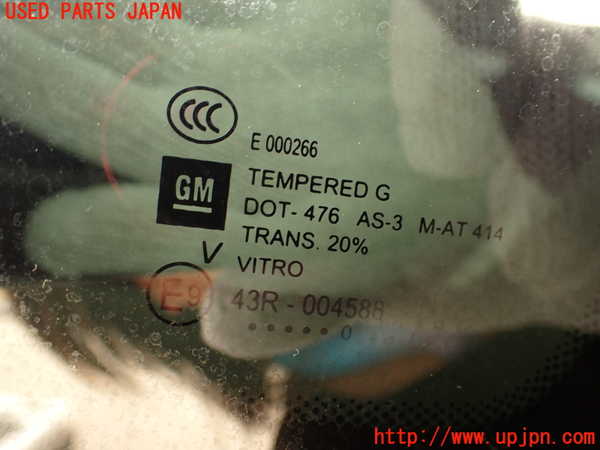 USED PARTS JAPAN
CCC
E 000266
GM
TEMPERED G
DOT- 476 AS-3 M-AT 414
TRANS. 20%
V VITRO
E9 43R - 004588
• • • • • 0
http://www.upjpn.com